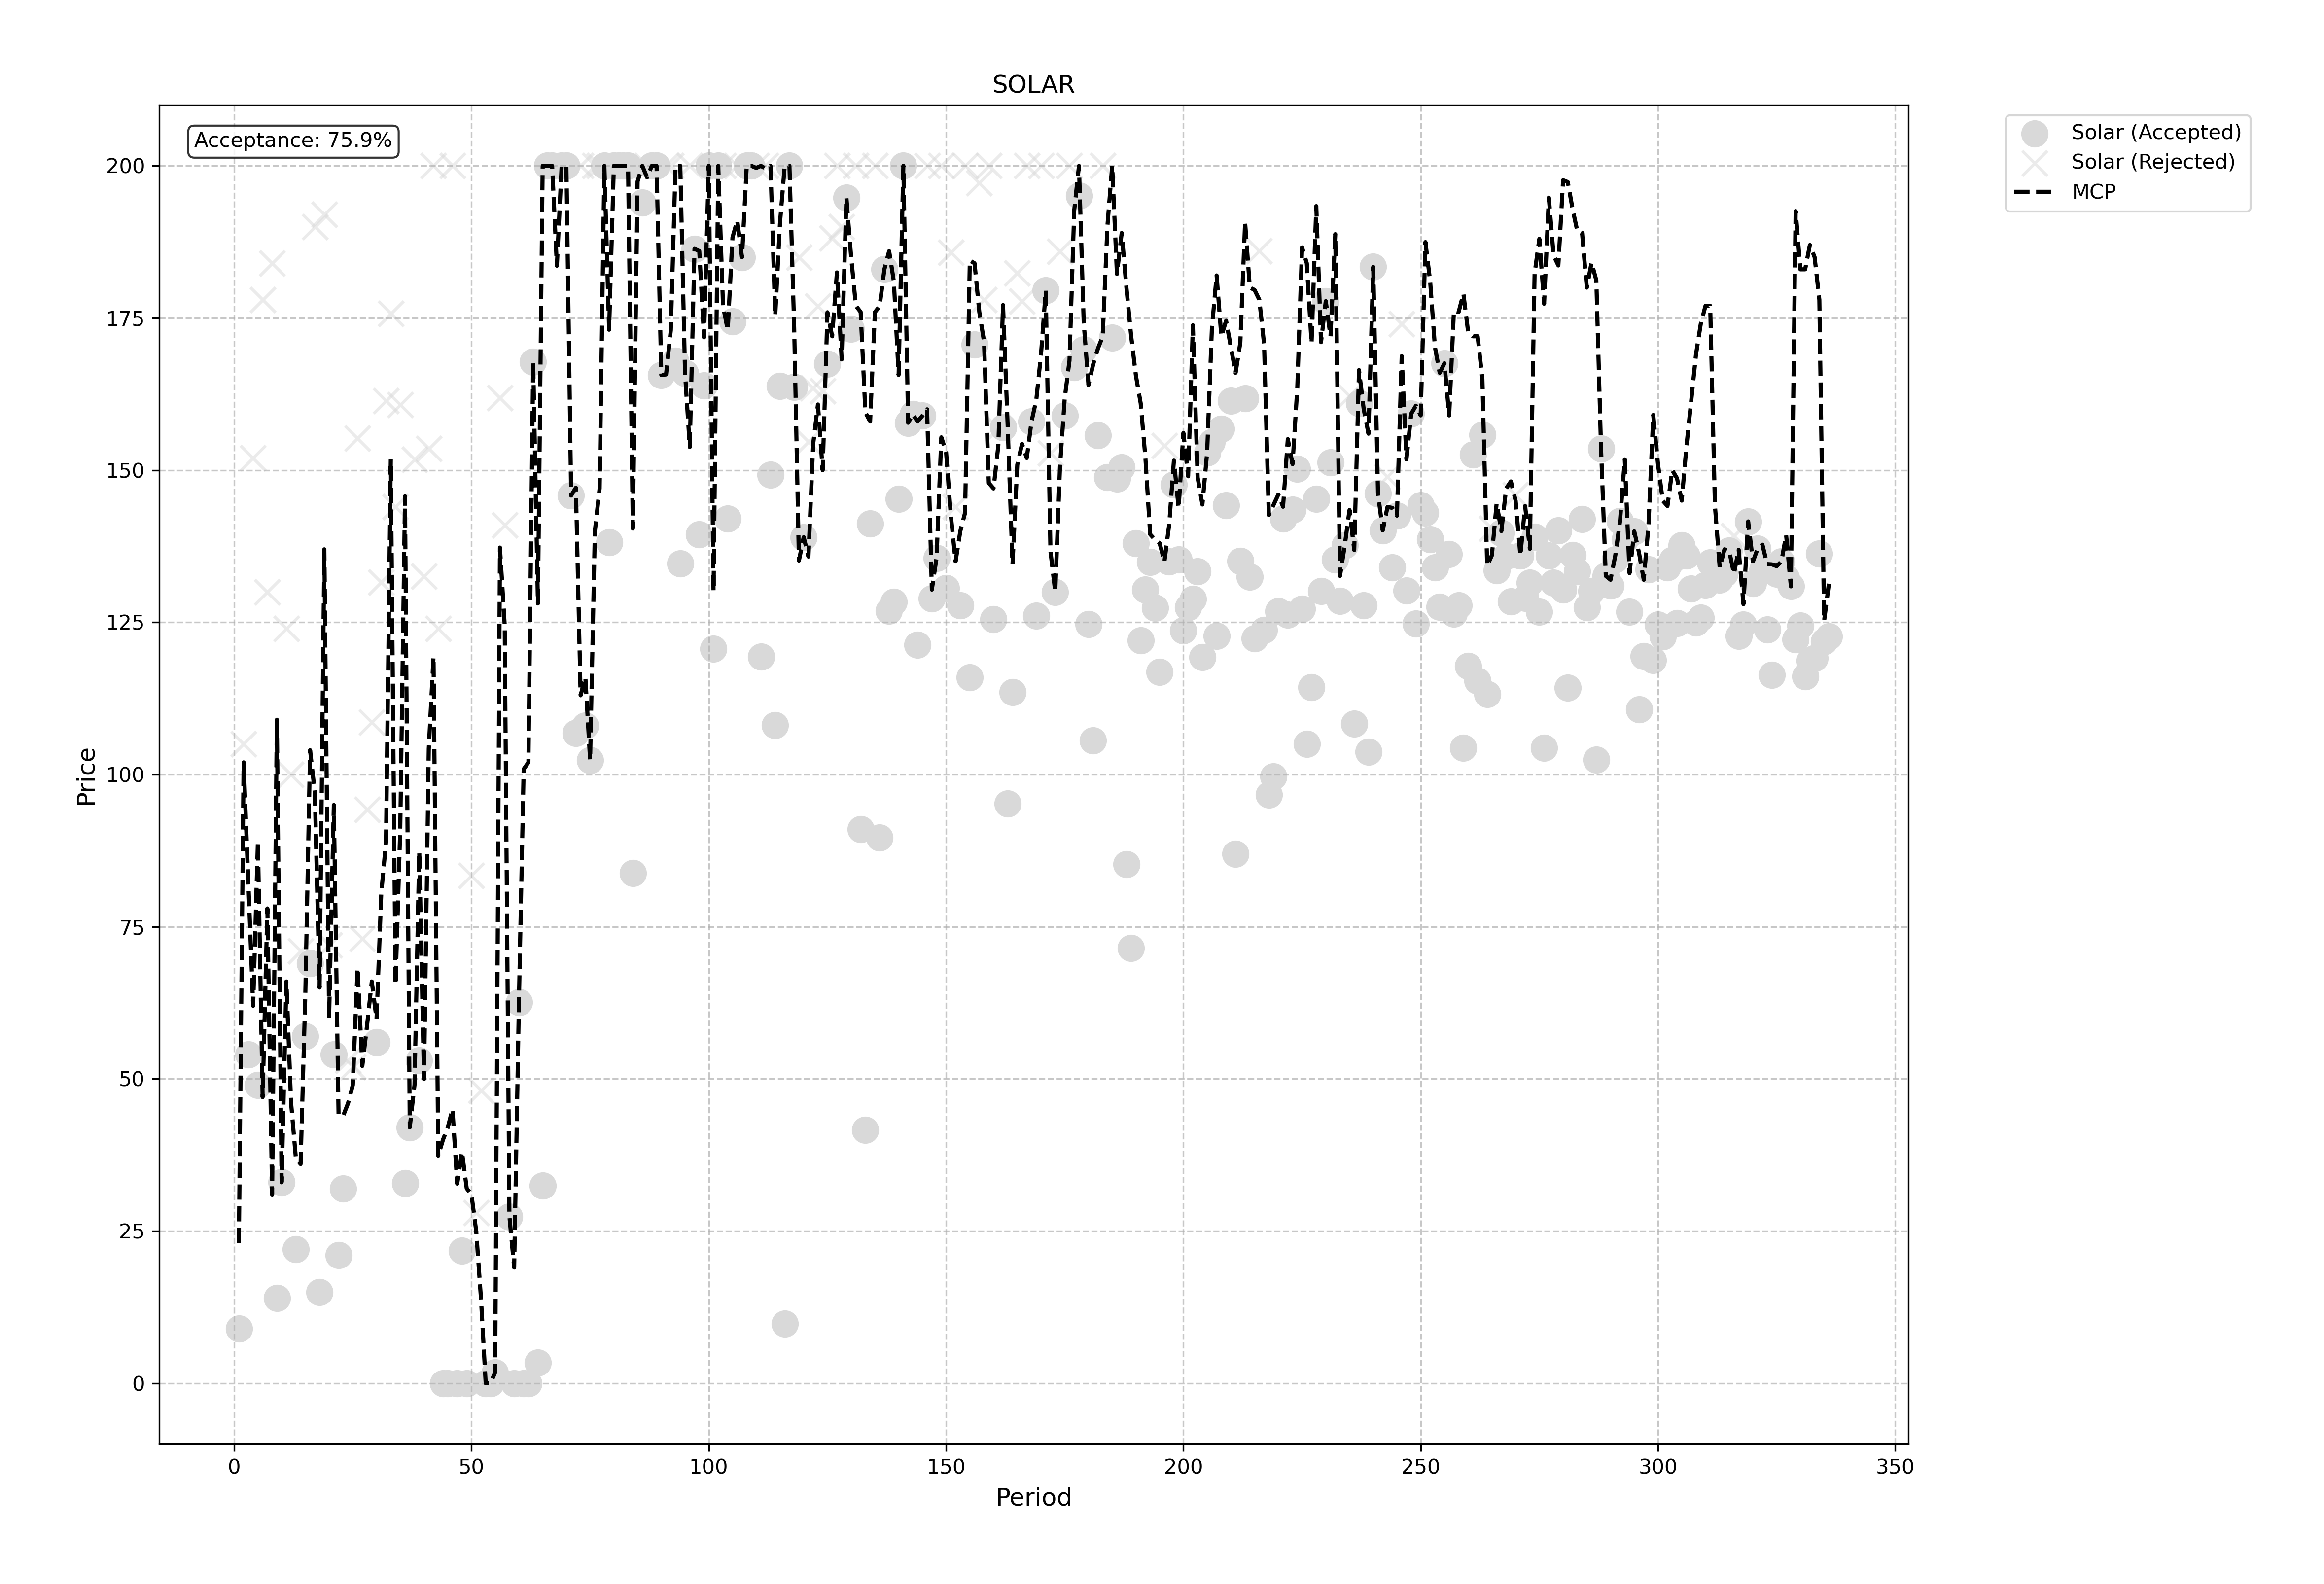 SOLAR
Acceptance: 75.9%
Solar (Accepted)
Solar (Rejected)
MCP
200
175
150
125
100
75
50
25
0
Price
0 50 100 150 200 250 300 350
Period